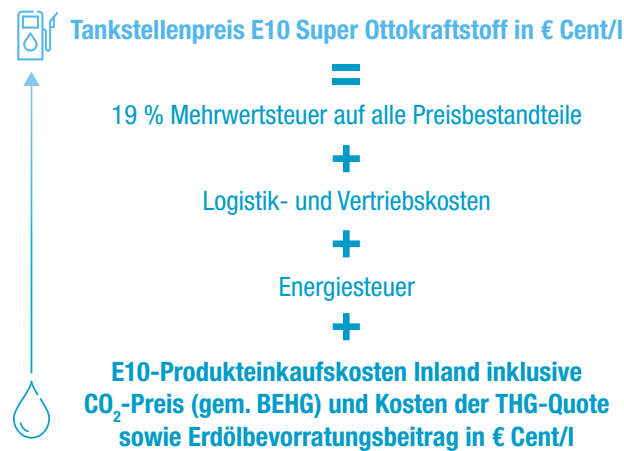 Tankstellenpreis E10 Super Ottokraftstoff in € Cent/l
=
19 % Mehrwertsteuer auf alle Preisbestandteile
+
Logistik- und Vertriebskosten
+
Energiesteuer
+
E10-Produkteinkaufskosten Inland inklusive
CO₂-Preis (gem. BEHG) und Kosten der THG-Quote
sowie Erdölbevorratungsbeitrag in € Cent/l